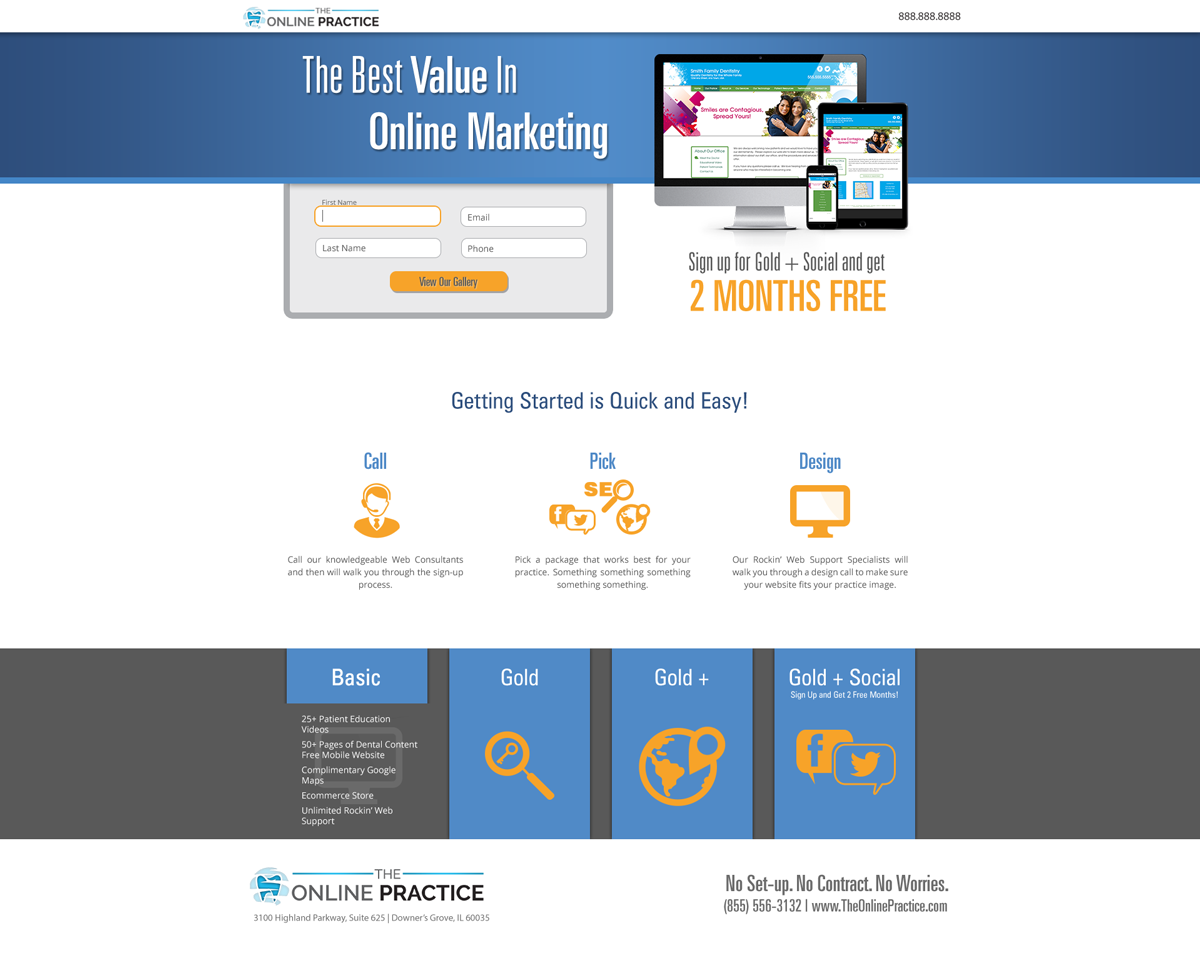 THE
ONLINE PRACTICE
888.888.8888
The Best Value In
Online Marketing
Smith Family Dentistry
Smiles are Contagious,
Spread Yours!
About Our Office
First Name
Email
Last Name
Phone
View Our Gallery
Sign up for Gold + Social and get
2 MONTHS FREE
Getting Started is Quick and Easy!
Call
Pick
Design
SEO
Call our knowledgeable Web Consultants
and then will walk you through the sign-up
process.
Pick a package that works best for your
practice. Something something something
something something.
Our Rockin' Web Support Specialists will
walk you through a design call to make sure
your website fits your practice image.
Basic
25+ Patient Education
Videos
50+ Pages of Dental Content
Free Mobile Website
Complimentary Google
Maps
Ecommerce Store
Unlimited Rockin' Web
Support
Gold
Gold +
Gold + Social
Sign Up and Get 2 Free Months!
THE
ONLINE PRACTICE
3100 Highland Parkway, Suite 625 | Downer's Grove, IL 60035
No Set-up. No Contract. No Worries.
(855) 556-3132 | www.TheOnlinePractice.com